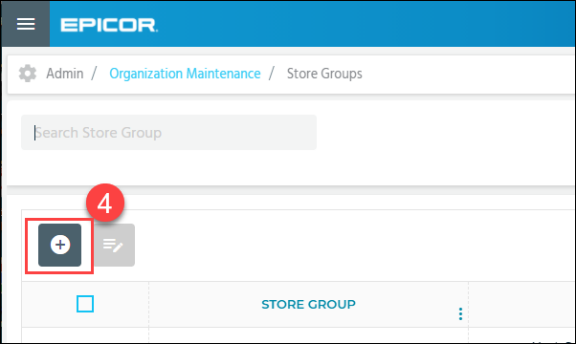 EPICOR
Admin / Organization Maintenance / Store Groups
Search Store Group
4
STORE GROUP